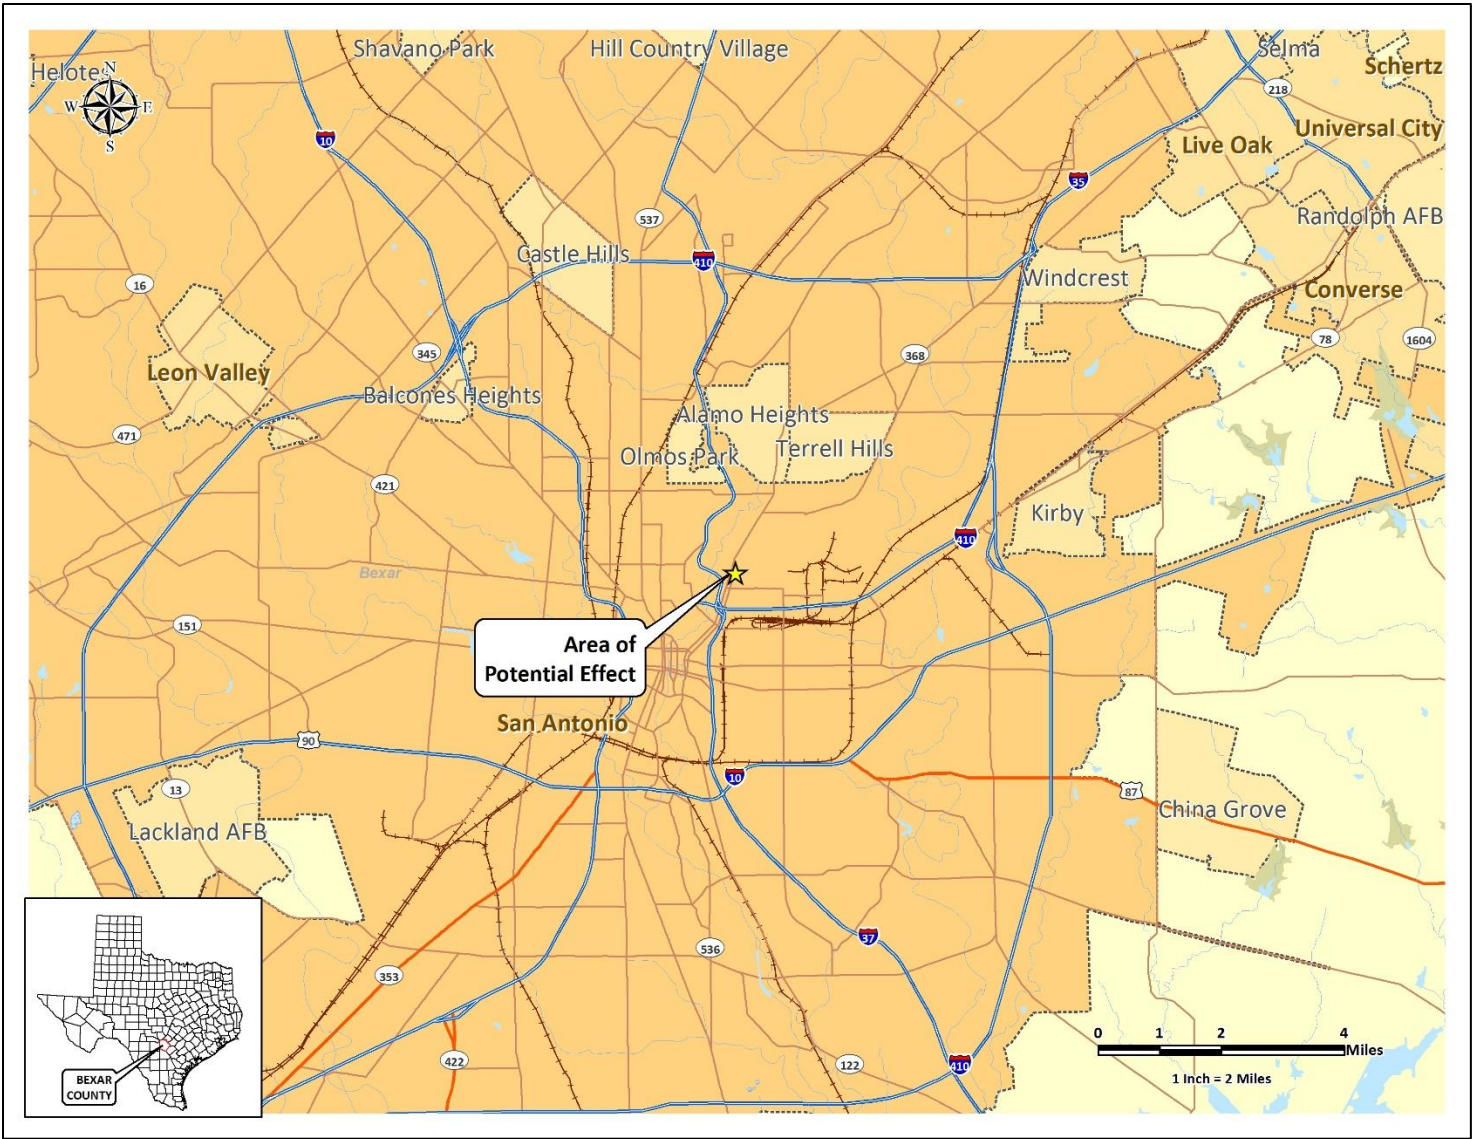 Shavano Park
Hill Country Village
Selma
Helotes
Schertz
N
W
E
S
218
10
Universal City
Live Oak
35
537
Randolph AFB
Castle Hills
410
Windcrest
16
Converse
78
1604
345
368
Leon Valley
Balcones Heights
Alamo Heights
471
Olmos Park
Terrell Hills
421
Kirby
410
Bexar
151
Area of
Potential Effect
San Antonio
90
10
13
87
China Grove
Lackland AFB
37
536
353
0 1 2 4
Miles
1 Inch = 2 Miles
422
122
410
BEXAR
COUNTY